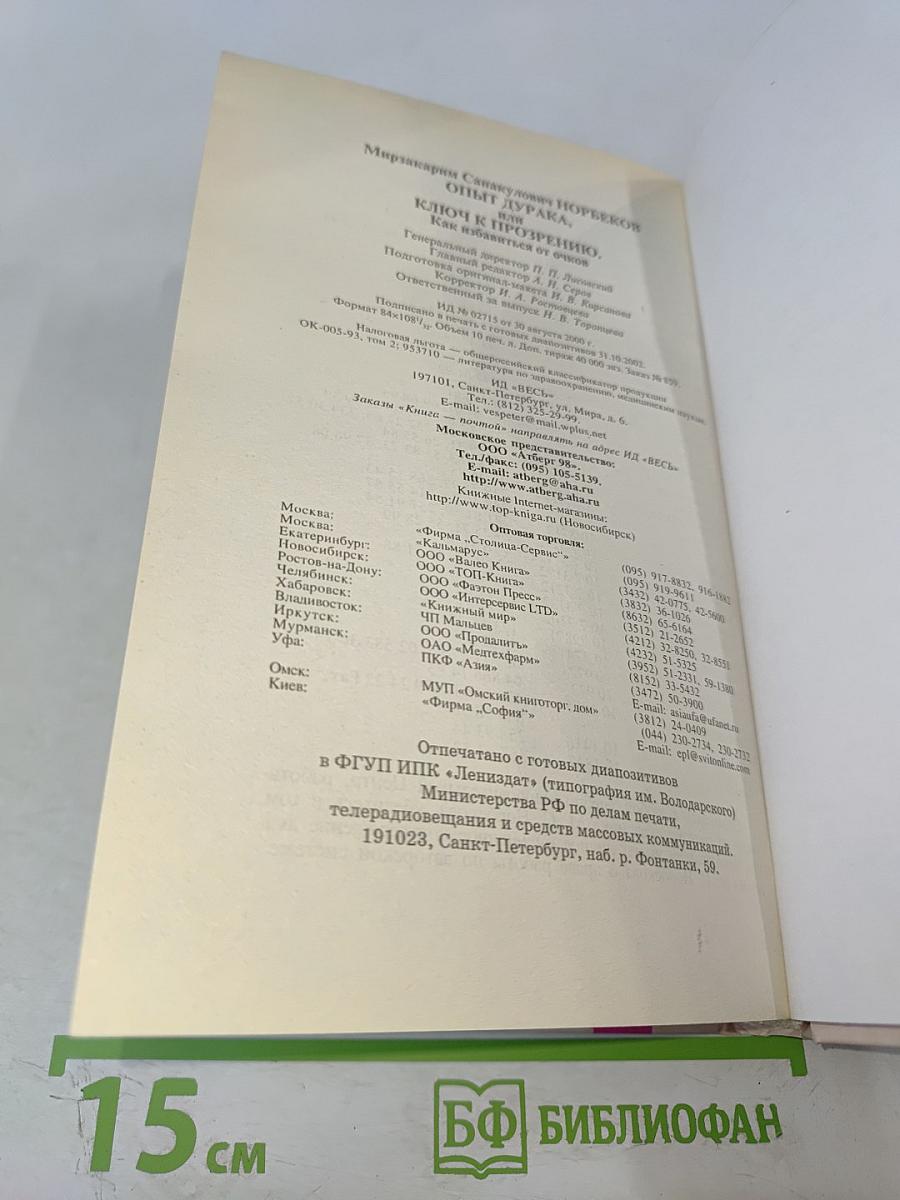 Мирзакарим Санакулович НОРБЕКОВ
ОПЫТ ДУРАКА,
или
КЛЮЧ К ПРОЗРЕНИЮ.
Как избавиться от очков
Генеральный директор П. П. Лисовский
Главный редактор А. Н. Серов
Подготовка оригинал-макета И. В. Кирсанова
Корректор И. А. Ростовцева
Ответственный за выпуск Н. В. Торопцева
ИД № 02715 от 30 августа 2000 г.
Подписано в печать с готовых диапозитивов 31.10.2002.
Формат 84×108¹/₃₂. Объем 10 печ. л. Доп. тираж 40 000 экз. Заказ № 859.
Налоговая льгота — общероссийский классификатор продукции
ОК-005-93, том 2; 953710 — литература по здравоохранению, медицинским наукам.
ИД «ВЕСЬ»
197101, Санкт-Петербург, ул. Мира, д. 6.
Тел.: (812) 325-29-99.
E-mail: vespeter@mail.wplus.net
Заказы «Книга — почтой» направлять на адрес ИД «ВЕСЬ»
Московское представительство:
ООО «Атберг 98».
Тел./факс: (095) 105-5139.
E-mail: atberg@aha.ru
http://www.atberg.aha.ru
Книжные Internet-магазины:
http://www.top-kniga.ru (Новосибирск)
Оптовая торговля:
Москва: «Фирма „Столица-Сервис“» (095) 917-8832, 916-1882
Москва: «Кальмарус» (095) 919-9611
Екатеринбург: ООО «Валео Книга» (3432) 42-0775, 42-5600
Новосибирск: ООО «ТОП-Книга» (3832) 36-1026
Ростов-на-Дону: ООО «Фаэтон Пресс» (8632) 65-6164
Челябинск: ООО «Интерсервис LTD» (3512) 21-2652
Хабаровск: «Книжный мир» (4212) 32-8250, 32-8551
Владивосток: ЧП Мальцев (4232) 51-5325
Иркутск: ООО «Продалитъ» (3952) 51-2331, 59-1380
Мурманск: ОАО «Медтехфарм» (8152) 33-5432
Уфа: ПКФ «Азия» (3472) 50-3900
E-mail: asiaufa@ufanet.ru
Омск: МУП «Омский книготорг. дом» (3812) 24-0409
Киев: «Фирма „София“» (044) 230-2734, 230-2732
E-mail: epl@svitonline.com
Отпечатано с готовых диапозитивов
в ФГУП ИПК «Лениздат» (типография им. Володарского)
Министерства РФ по делам печати,
телерадиовещания и средств массовых коммуникаций.
191023, Санкт-Петербург, наб. р. Фонтанки, 59.
15 см
БФ БИБЛИОФАН